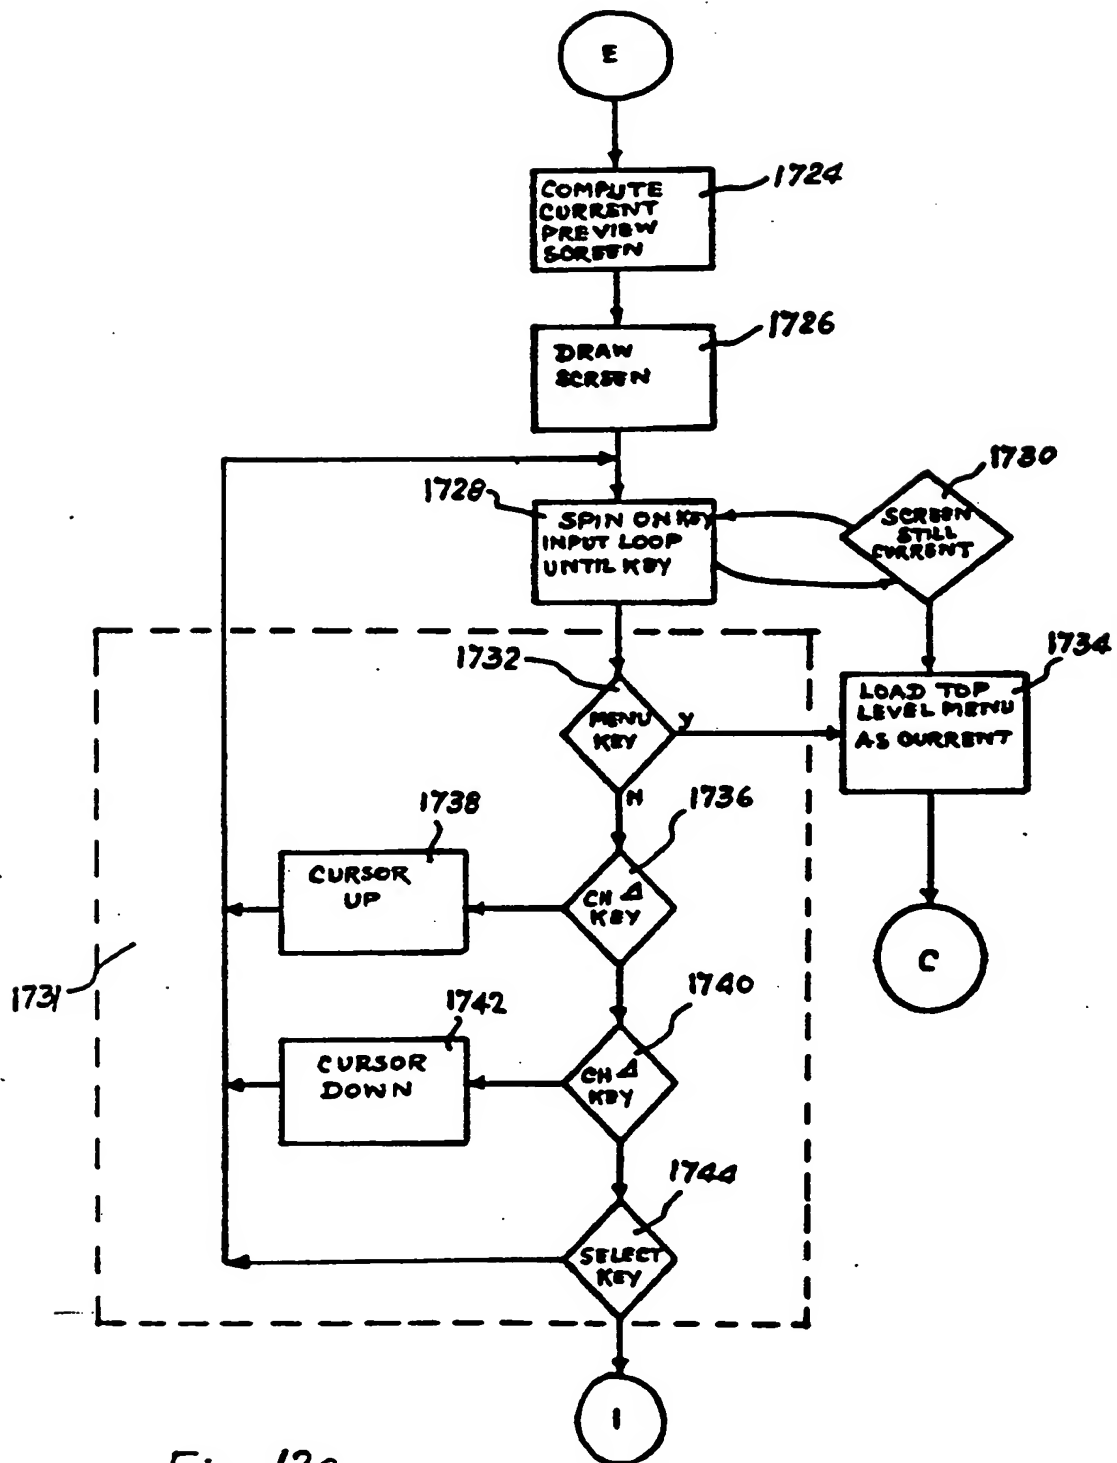 E
1724
COMPUTE
CURRENT
PREVIEW
SCREEN
1726
DRAW
SCREEN
1730
1728
SPIN ON KEY
INPUT LOOP
UNTIL KEY
SCREEN
STILL
CURRENT
1732
1734
MENU
KEY
Y
LOAD TOP
LEVEL MENU
AS CURRENT
N
1738
1736
CURSOR
UP
CH Δ
KEY
C
1731
1742
1740
CURSOR
DOWN
CH Δ
KEY
1744
SELECT
KEY
I